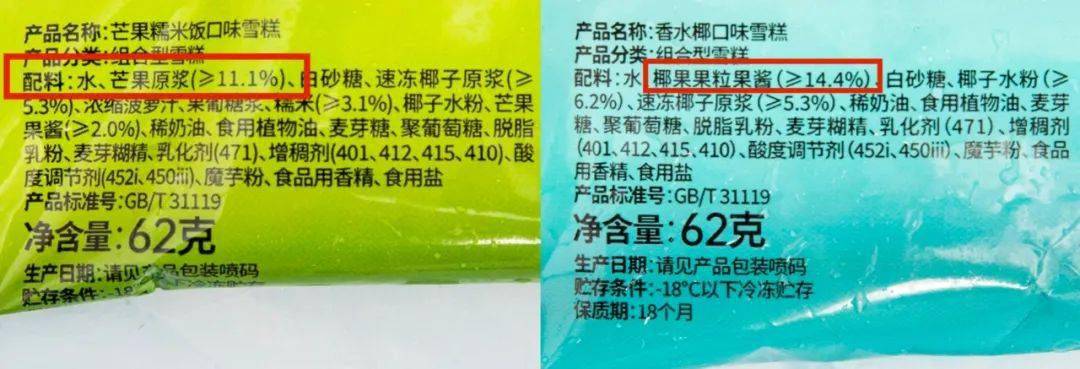 产品名称:芒果糯米饭口味雪糕
产品分类:组合型雪糕
配料:水、芒果原浆(≥11.1%)、白砂糖、速冻椰子原浆(≥
5.3%)、浓缩菠萝汁、果葡糖浆、糯米(≥3.1%)、椰子水粉、芒果
果酱(≥2.0%)、稀奶油、食用植物油、麦芽糖、聚葡萄糖、脱脂
乳粉、麦芽糊精、乳化剂(471)、增稠剂(401、412、415、410)、酸
度调节剂(452i、450iii)、魔芋粉、食品用香精、食用盐
产品标准号:GB/T 31119
净含量:62克
生产日期:请见产品包装喷码
贮存条件:-18℃以下冷冻贮存
产品名称:香水椰口味雪糕
产品分类:组合型雪糕
配料:水、椰果果粒果酱(≥14.4%)、白砂糖、椰子水粉(≥
6.2%)、速冻椰子原浆(≥5.3%)、稀奶油、食用植物油、麦芽
糖、聚葡萄糖、脱脂乳粉、麦芽糊精、乳化剂(471)、增稠剂
(401、412、415、410)、酸度调节剂(452i、450iii)、魔芋粉、食品
用香精、食用盐
产品标准号:GB/T 31119
净含量:62克
生产日期:请见产品包装喷码
贮存条件:-18℃以下冷冻贮存
保质期:18个月